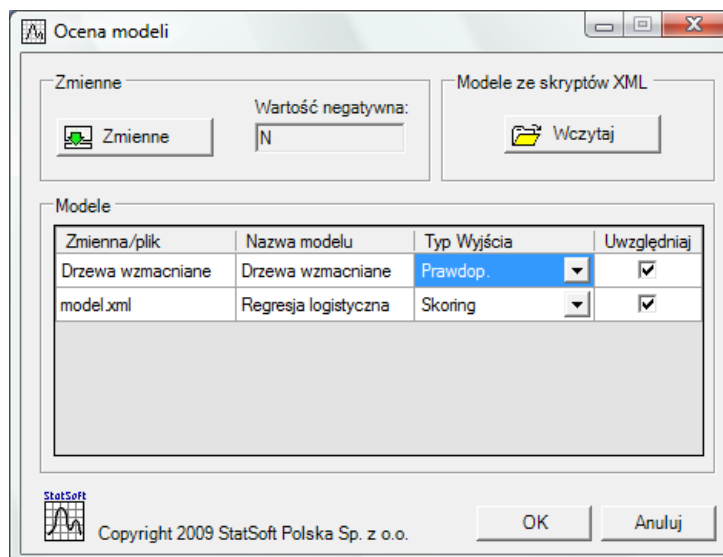 Ocena modeli
Zmienne
Modele ze skryptów XML
Wartość negatywna:
Zmienne
N
Wczytaj
Modele
Zmienna/plik Nazwa modelu Typ Wyjścia Uwzględniaj
Drzewa wzmacniane Drzewa wzmacniane Prawdop.
model.xml Regresja logistyczna Skoring
StatSoft
Copyright 2009 StatSoft Polska Sp. z o.o.
OK
Anuluj